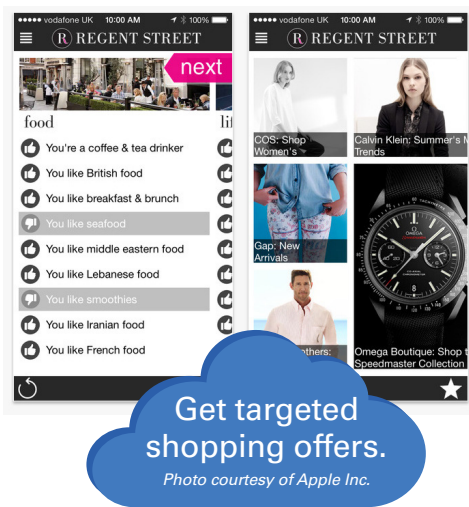 vodafone UK 10:00 AM 100%
R REGENT STREET
next
food
You're a coffee & tea drinker
You like British food
You like breakfast & brunch
You like seafood
You like middle eastern food
You like Lebanese food
You like smoothies
You like Iranian food
You like French food
vodafone UK 10:00 AM 100%
R REGENT STREET
COS: Shop
Women's
Calvin Klein: Summer's
Trends
Gap: New
Arrivals
Omega Boutique: Shop
Speedmaster Collection
Get targeted
shopping offers.
Photo courtesy of Apple Inc.